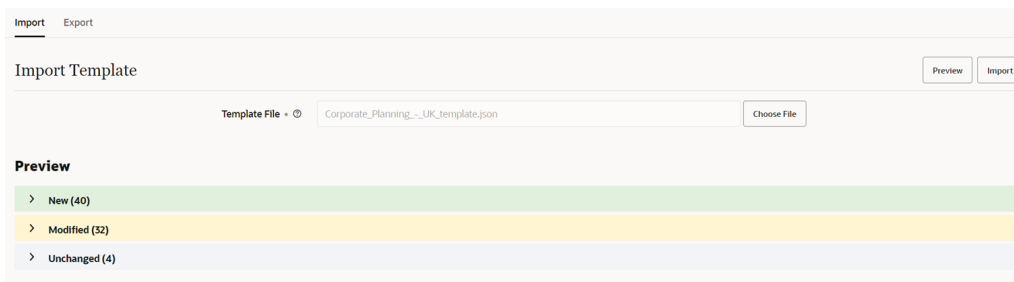 Import Export
Import Template
Preview Import
Template File * Corporate_Planning_-_UK_template.json Choose File
Preview
New (40)
Modified (32)
Unchanged (4)